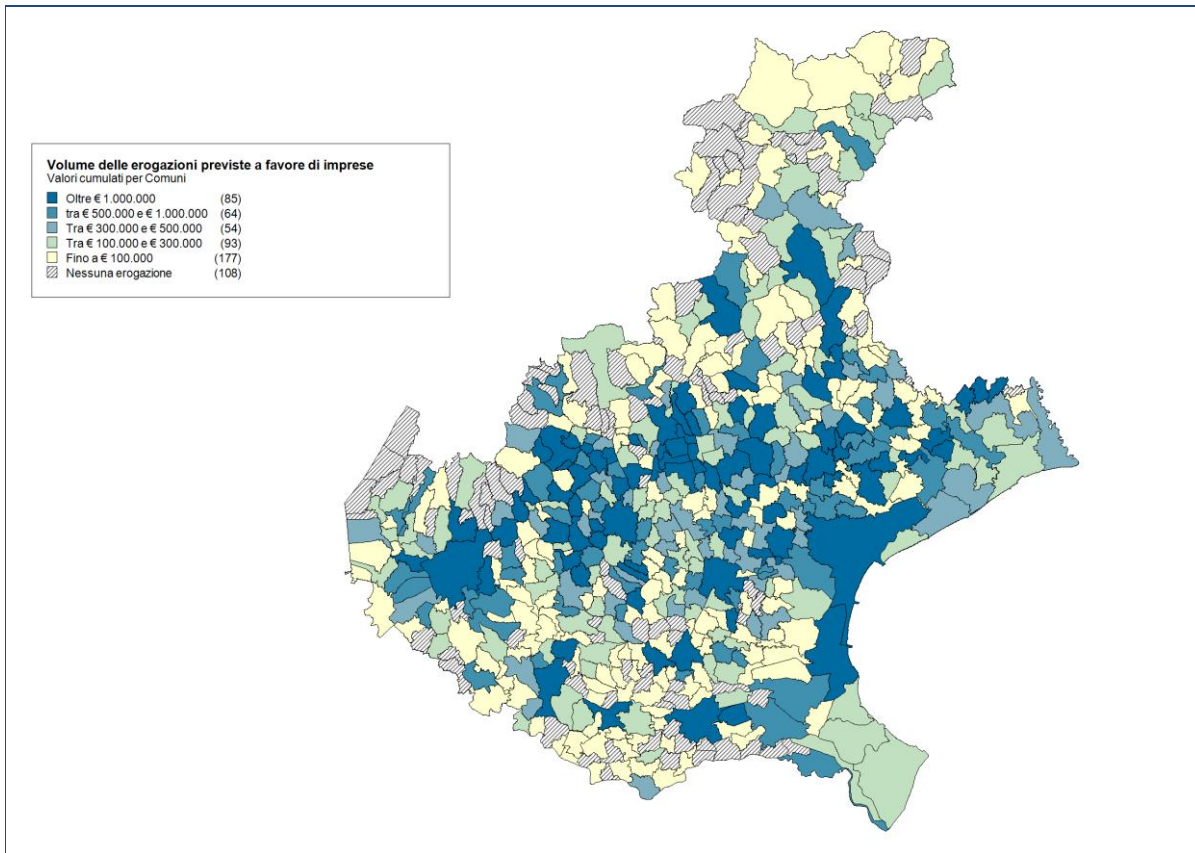 Volume delle erogazioni previste a favore di imprese
Valori cumulati per Comuni
Oltre € 1.000.000 (85)
tra € 500.000 e € 1.000.000 (64)
Tra € 300.000 e € 500.000 (54)
Tra € 100.000 e € 300.000 (93)
Fino a € 100.000 (177)
Nessuna erogazione (108)